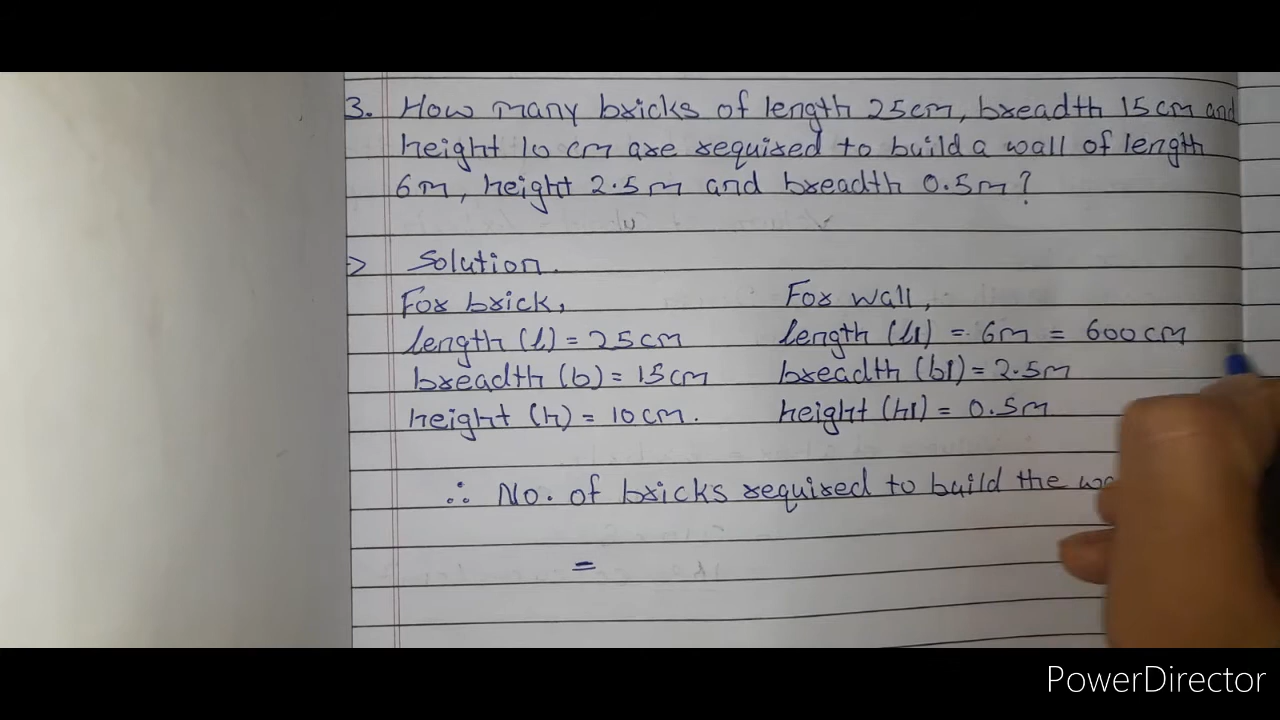 3. How many bricks of length 25cm, breadth 15cm and
height 10 cm are required to build a wall of length
6m, height 2.5m and breadth 0.5m?
> Solution.
For brick,
length (l) = 25cm
breadth (b) = 15cm
height (h) = 10cm.
For wall,
length (l1) = 6m = 600cm
breadth (b1) = 2.5m
height (h1) = 0.5m
∴ No. of bricks required to build the
=
PowerDirector